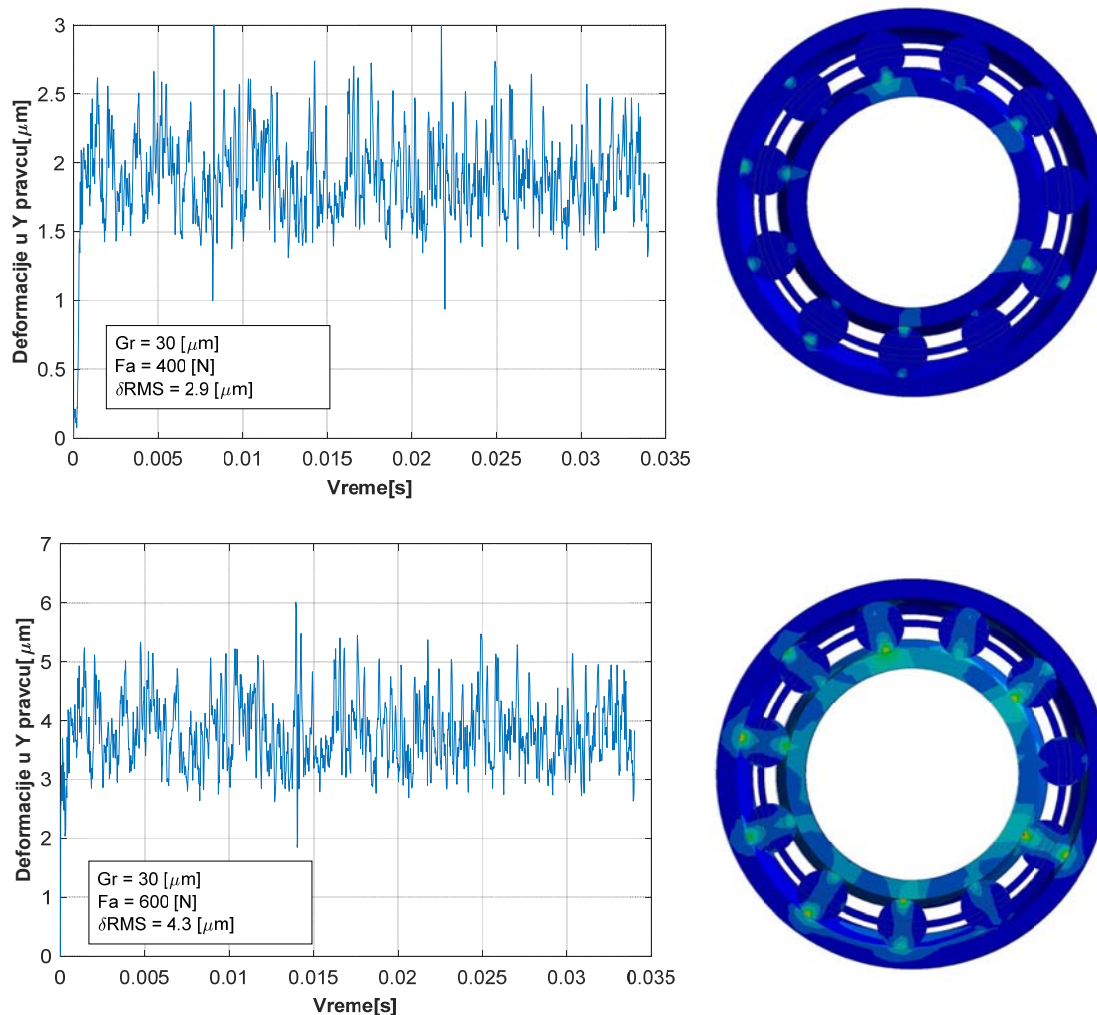 Deformacije u Y pravcu[μm]
3
2.5
2
1.5
1
0.5
0
Gr = 30 [μm]
Fa = 400 [N]
δRMS = 2.9 [μm]
0 0.005 0.01 0.015 0.02 0.025 0.03 0.035
Vreme[s]
Deformacije u Y pravcu[μm]
7
6
5
4
3
2
1
0
Gr = 30 [μm]
Fa = 600 [N]
δRMS = 4.3 [μm]
0 0.005 0.01 0.015 0.02 0.025 0.03 0.035
Vreme[s]